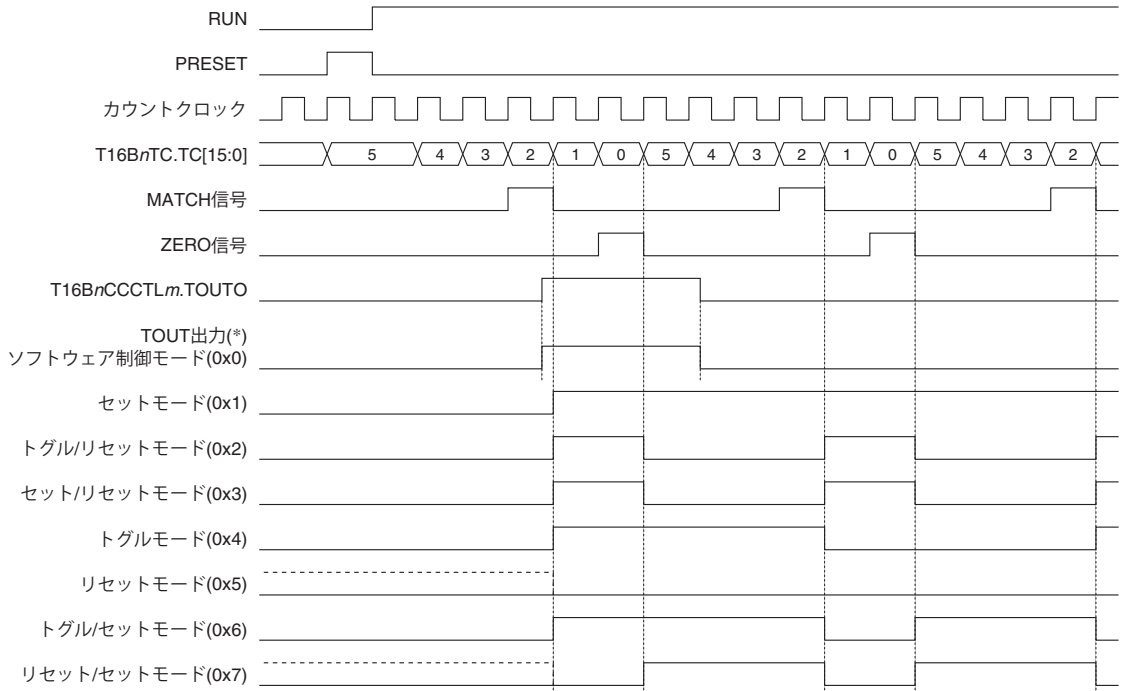 RUN
PRESET
カウントクロック
T16BnTC.TC[15:0] 5 4 3 2 1 0 5 4 3 2 1 0 5 4 3 2
MATCH信号
ZERO信号
T16BnCCCTLm.TOUTO
TOUT出力(*)
ソフトウェア制御モード(0x0)
セットモード(0x1)
トグル/リセットモード(0x2)
セット/リセットモード(0x3)
トグルモード(0x4)
リセットモード(0x5)
トグル/セットモード(0x6)
リセット/セットモード(0x7)